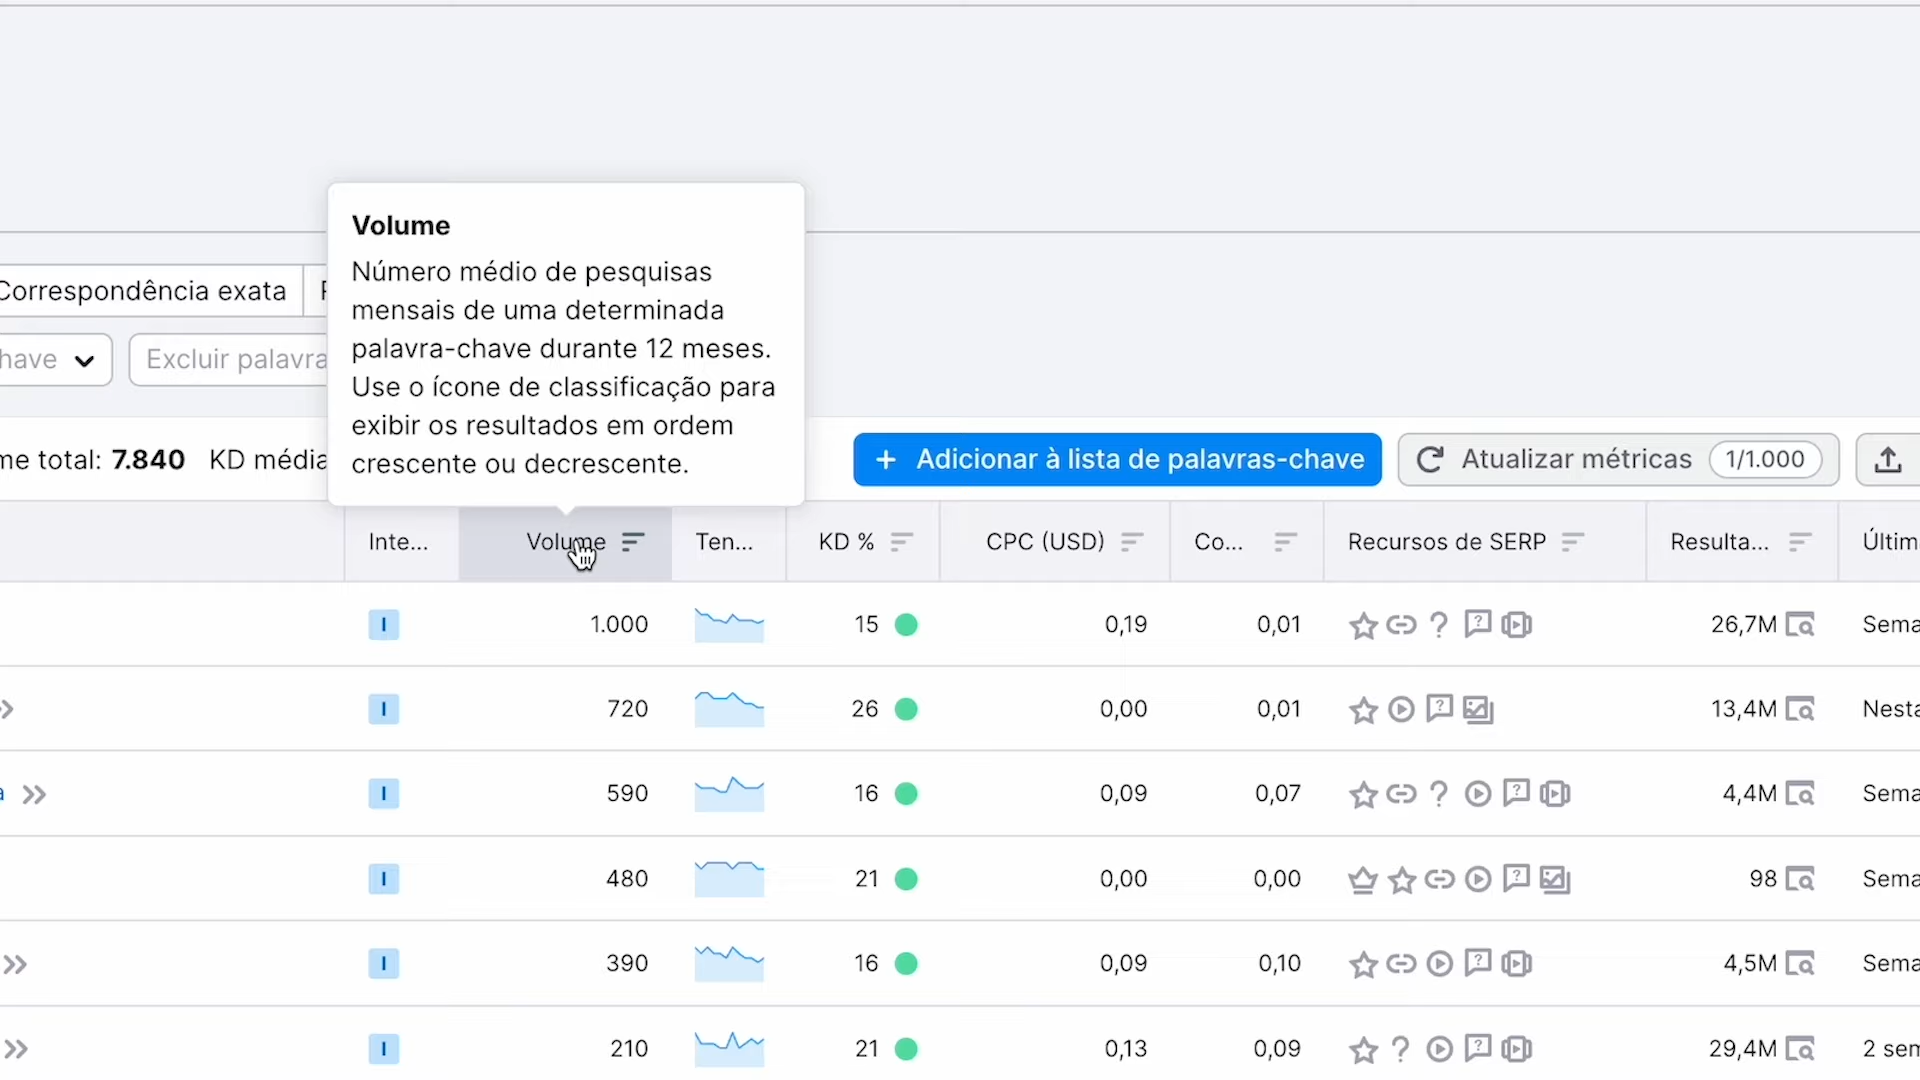 Volume
Número médio de pesquisas
mensais de uma determinada
palavra-chave durante 12 meses.
Use o ícone de classificação para
exibir os resultados em ordem
crescente ou decrescente.
Correspondência exata
have
Excluir palavra
me total: 7.840 KD média
+ Adicionar à lista de palavras-chave
Atualizar métricas 1/1.000
Inte... Volume Ten... KD % CPC (USD) Co... Recursos de SERP Resulta... Últim
I 1.000 15 0,19 0,01 26,7M Sema
I 720 26 0,00 0,01 13,4M Nesta
a I 590 16 0,09 0,07 4,4M Sema
I 480 21 0,00 0,00 98 Sema
I 390 16 0,09 0,10 4,5M Sema
I 210 21 0,13 0,09 29,4M 2 sem